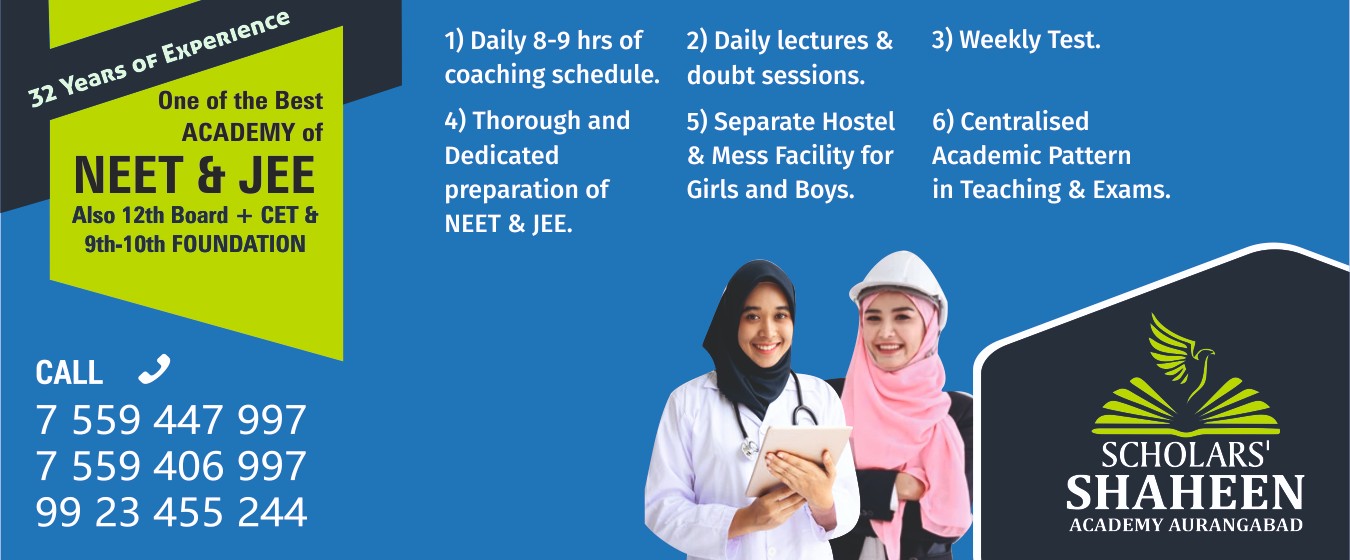 32 Years of Experience
One of the Best
ACADEMY of
NEET & JEE
Also 12th Board + CET &
9th-10th FOUNDATION
CALL
7 559 447 997
7 559 406 997
99 23 455 244
1) Daily 8-9 hrs of
coaching schedule.
2) Daily lectures &
doubt sessions.
3) Weekly Test.
4) Thorough and
Dedicated
preparation of
NEET & JEE.
5) Separate Hostel
& Mess Facility for
Girls and Boys.
6) Centralised
Academic Pattern
in Teaching & Exams.
SCHOLARS'
SHAHEEN
ACADEMY AURANGABAD